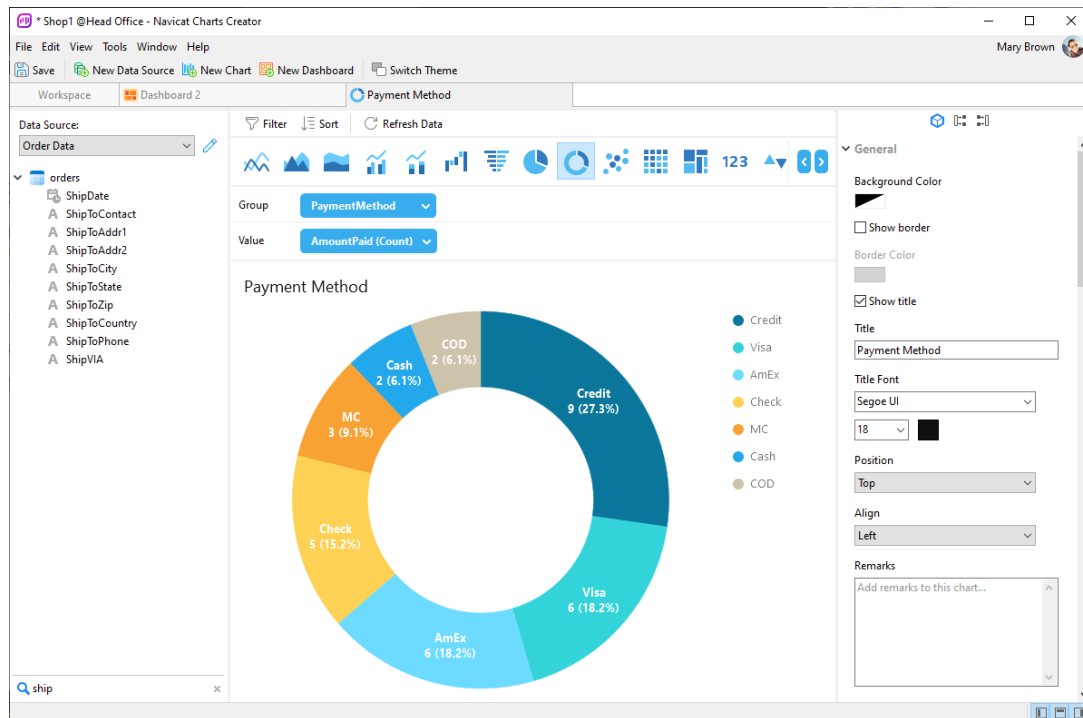 * Shop1 @Head Office - Navicat Charts Creator
File Edit View Tools Window Help
Mary Brown
Save New Data Source New Chart New Dashboard Switch Theme
Workspace Dashboard 2 Payment Method
Data Source:
Order Data
orders
ShipDate
A ShipToContact
A ShipToAddr1
A ShipToAddr2
A ShipToCity
A ShipToState
A ShipToZip
A ShipToCountry
A ShipToPhone
A ShipVIA
ship
Filter Sort Refresh Data
123
Group PaymentMethod
Value AmountPaid (Count)
Payment Method
COD
2 (6.1%)
Cash
2 (6.1%)
Credit
9 (27.3%)
MC
3 (9.1%)
Check
5 (15.2%)
Visa
6 (18.2%)
AmEx
6 (18.2%)
Credit
Visa
AmEx
Check
MC
Cash
COD
General
Background Color
Show border
Border Color
Show title
Title
Payment Method
Title Font
Segoe UI
18
Position
Top
Align
Left
Remarks
Add remarks to this chart...